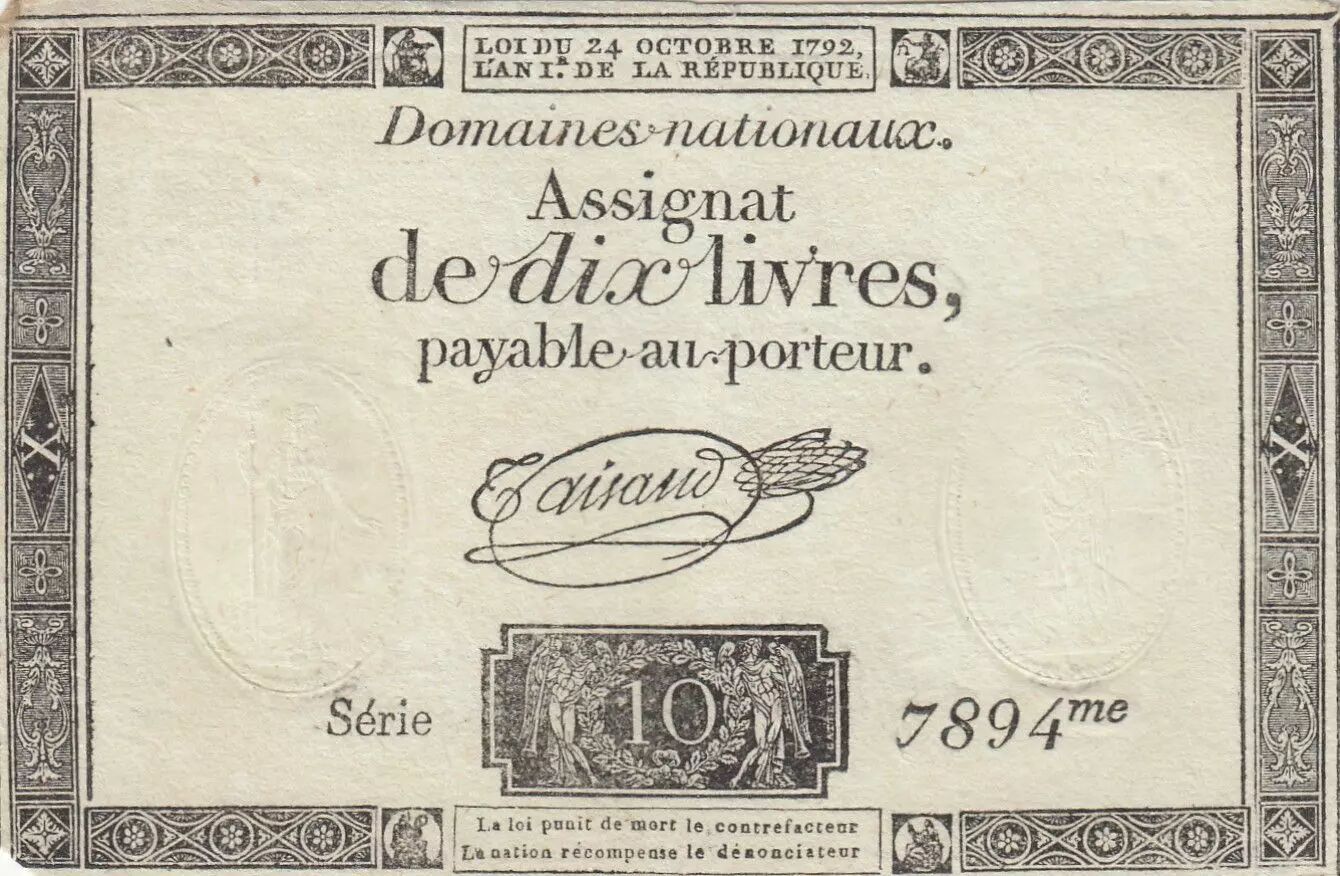 LOI DU 24 OCTOBRE 1792,
L'AN I.R DE LA RÉPUBLIQUE.
Domaines nationaux.
Assignat
de dix livres,
payable au porteur.
Taisaud
X
X
Série
10
7894me
La loi punit de mort le contrefacteur
La nation récompense le dénonciateur